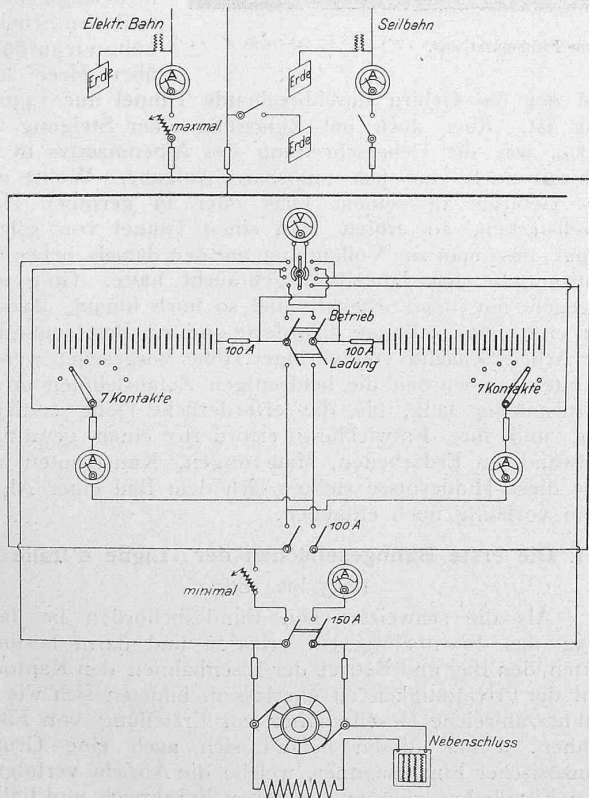 Elektr. Bahn
Seilbahn
A
A
Erde
Erde
maximal
Erde
V
Betrieb
100 A
100 A
Ladung
7 Kontakte
7 Kontakte
A
A
100 A
A
minimal
150 A
Nebenschluss